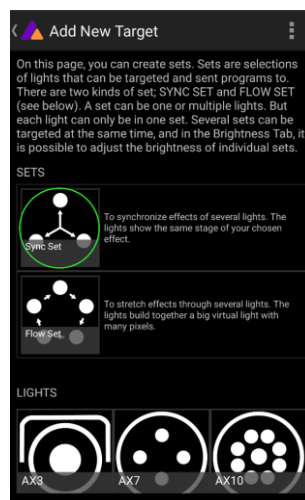 Add New Target
On this page, you can create sets. Sets are selections
of lights that can be targeted and sent programs to.
There are two kinds of set; SYNC SET and FLOW SET
(see below). A set can be one or multiple lights. But
each light can only be in one set. Several sets can be
targeted at the same time, and in the Brightness Tab, it
is possible to adjust the brightness of individual sets.
SETS
Sync Set
To synchronize effects of several lights. The
lights show the same stage of your chosen
effect.
Flow Set
To stretch effects through several lights. The
lights build together a big virtual light with
many pixels.
LIGHTS
AX3
AX7
AX10